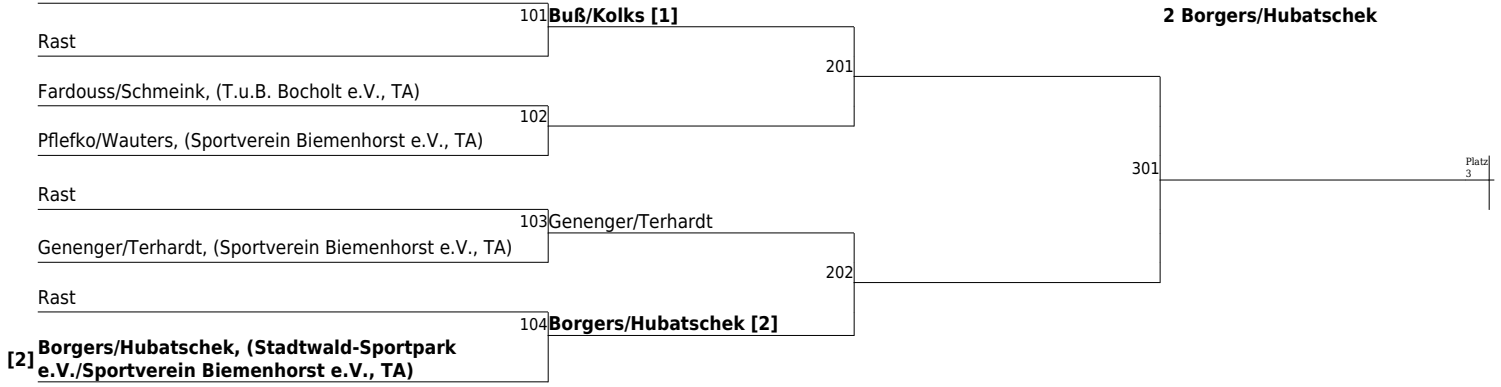 101 Buß/Kolks [1]
2 Borgers/Hubatschek
Rast
201
Fardouss/Schmeink, (T.u.B. Bocholt e.V., TA)
102
Pflefko/Wauters, (Sportverein Biemenhorst e.V., TA)
301
Platz
3
Rast
103 Genenger/Terhardt
Genenger/Terhardt, (Sportverein Biemenhorst e.V., TA)
202
Rast
104 Borgers/Hubatschek [2]
[2] Borgers/Hubatschek, (Stadtwald-Sportpark
e.V./Sportverein Biemenhorst e.V., TA)